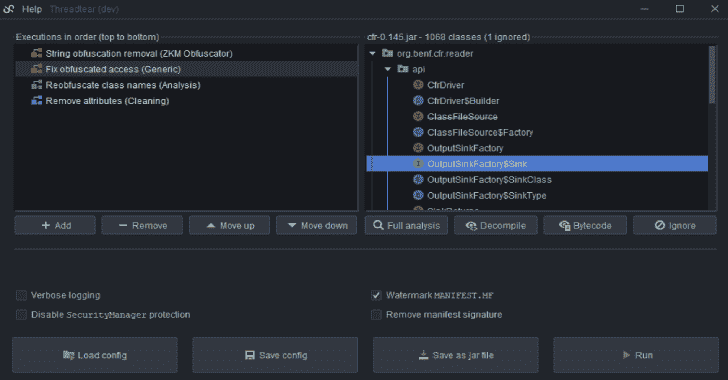 Help Threadtear (dev)
Executions in order (top to bottom)
String obfuscation removal (ZKM Obfuscator)
Fix obfuscated access (Generic)
Reobfuscate class names (Analysis)
Remove attributes (Cleaning)
Add
Remove
Move up
Move down
cfr-0.145.jar - 1068 classes (1 ignored)
org.benf.cfr.reader
api
CfrDriver
CfrDriver$Builder
ClassFileSource
ClassFileSource$Factory
OutputSinkFactory
OutputSinkFactory$Sink
OutputSinkFactory$SinkClass
OutputSinkFactory$SinkType
SinkReturns
Full analysis
Decompile
Bytecode
Ignore
Verbose logging
Watermark MANIFEST.MF
Disable SecurityManager protection
Remove manifest signature
Load config
Save config
Save as jar file
Run